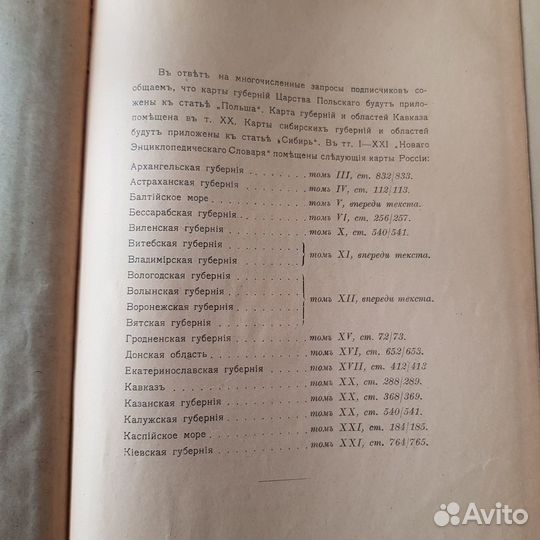 Въ отвѣтъ на многочисленные запросы подписчиковъ со-
общаемъ, что карты губерній Царства Польскаго будутъ прило-
жены къ статьѣ „Польша“. Карта губерній и областей Кавказа
помѣщена въ т. XX, Карты сибирскихъ губерній и областей
будутъ приложены къ статьѣ „Сибирь“. Въ тт. I—XXI „Новаго
Энциклопедическаго Словаря“ помѣщены слѣдующія карты Россіи:
Архангельская губернія . . . . . . . . томъ III, ст. 832/833.
Астраханская губернія . . . . . . . . томъ IV, ст. 112/113.
Балтійское море . . . . . . . . томъ V, впереди текста.
Бессарабская губернія . . . . . . . . томъ VI, ст. 256/257.
Виленская губернія . . . . . . . . томъ X, ст. 540/541.
Витебская губернія . . . . . . . .
Владимірская губернія . . . . . . . . томъ XI, впереди текста.
Вологодская губернія . . . . . . . .
Волынская губернія . . . . . . . . томъ XII, впереди текста.
Воронежская губернія . . . . . . . .
Вятская губернія . . . . . . . .
Гродненская губернія . . . . . . . . томъ XV, ст. 72/73.
Донская область . . . . . . . . томъ XVI, ст. 652/653.
Екатеринославская губернія . . . . . . . . томъ XVII, ст. 412/413
Кавказъ . . . . . . . . томъ XX, ст. 288/289.
Казанская губернія . . . . . . . . томъ XX, ст. 368/369.
Калужская губернія . . . . . . . . томъ XX, ст. 540/541.
Каспійское море . . . . . . . . томъ XXI, ст. 184/185.
Кіевская губернія . . . . . . . . томъ XXI, ст. 764/765.
Avito